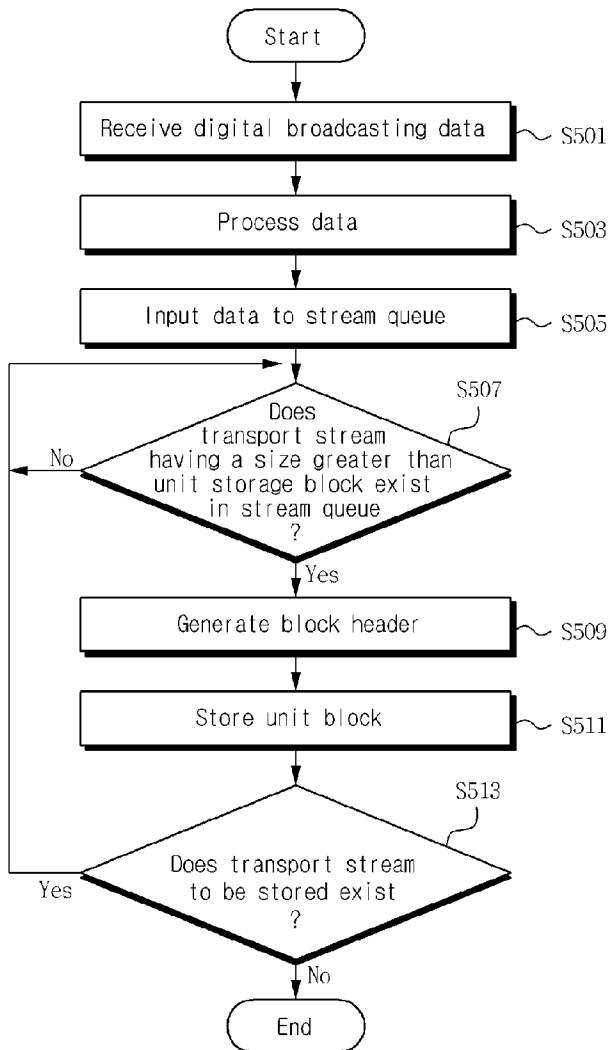 Start
Receive digital broadcasting data
S501
Process data
S503
Input data to stream queue
S505
S507
Does
transport stream
having a size greater than
unit storage block exist
in stream queue
?
No
Yes
Generate block header
S509
Store unit block
S511
S513
Does transport stream
to be stored exist
?
Yes
No
End